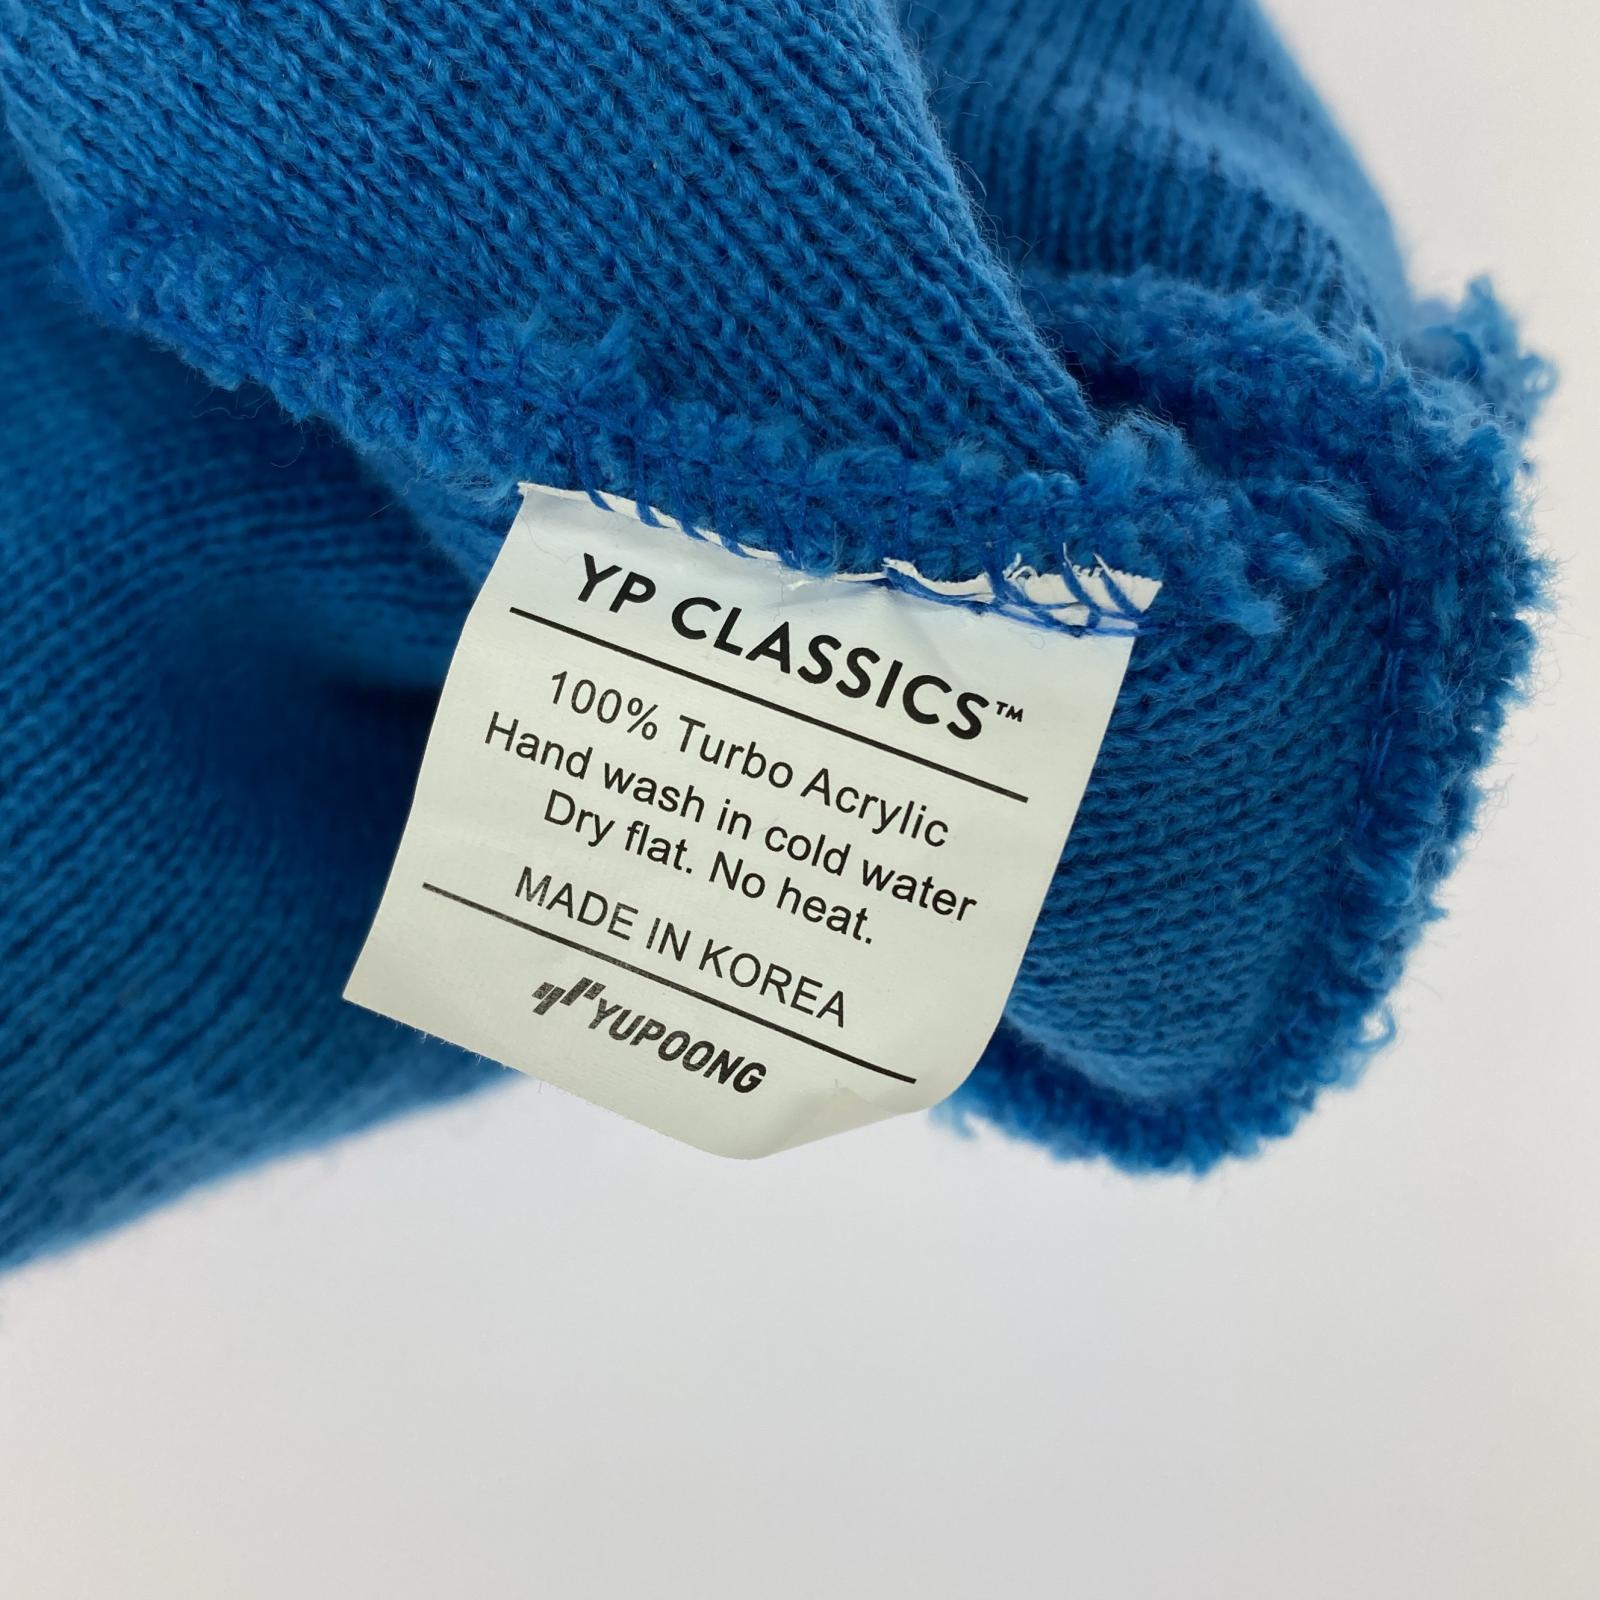 YP CLASSICS™
100% Turbo Acrylic
Hand wash in cold water
Dry flat. No heat.
MADE IN KOREA
YUPOONG